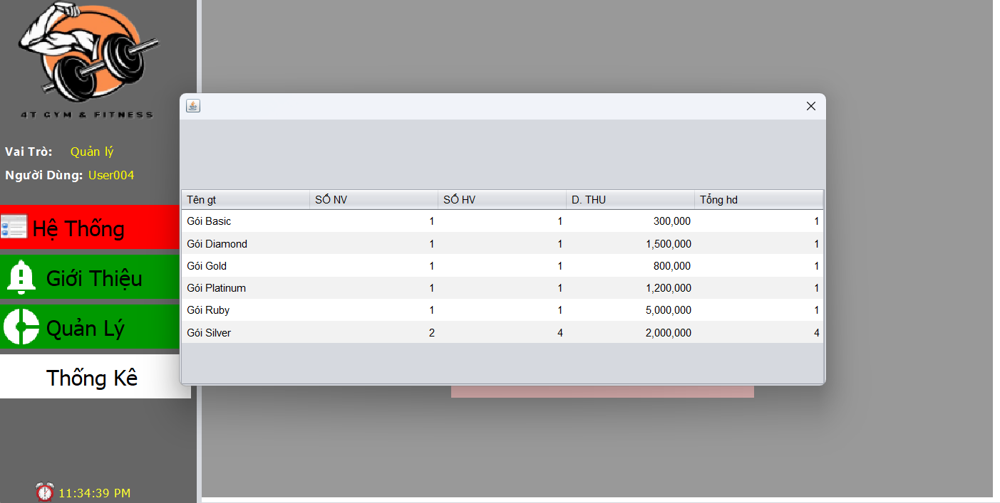 4T GYM & FITNESS
Vai Trò: Quản lý
Người Dùng: User004
Hệ Thống
Giới Thiệu
Quản Lý
Thống Kê
11:34:39 PM
Tên gt SỐ NV SỐ HV D. THU Tổng hd
Gói Basic 1 1 300,000 1
Gói Diamond 1 1 1,500,000 1
Gói Gold 1 1 800,000 1
Gói Platinum 1 1 1,200,000 1
Gói Ruby 1 1 5,000,000 1
Gói Silver 2 4 2,000,000 4